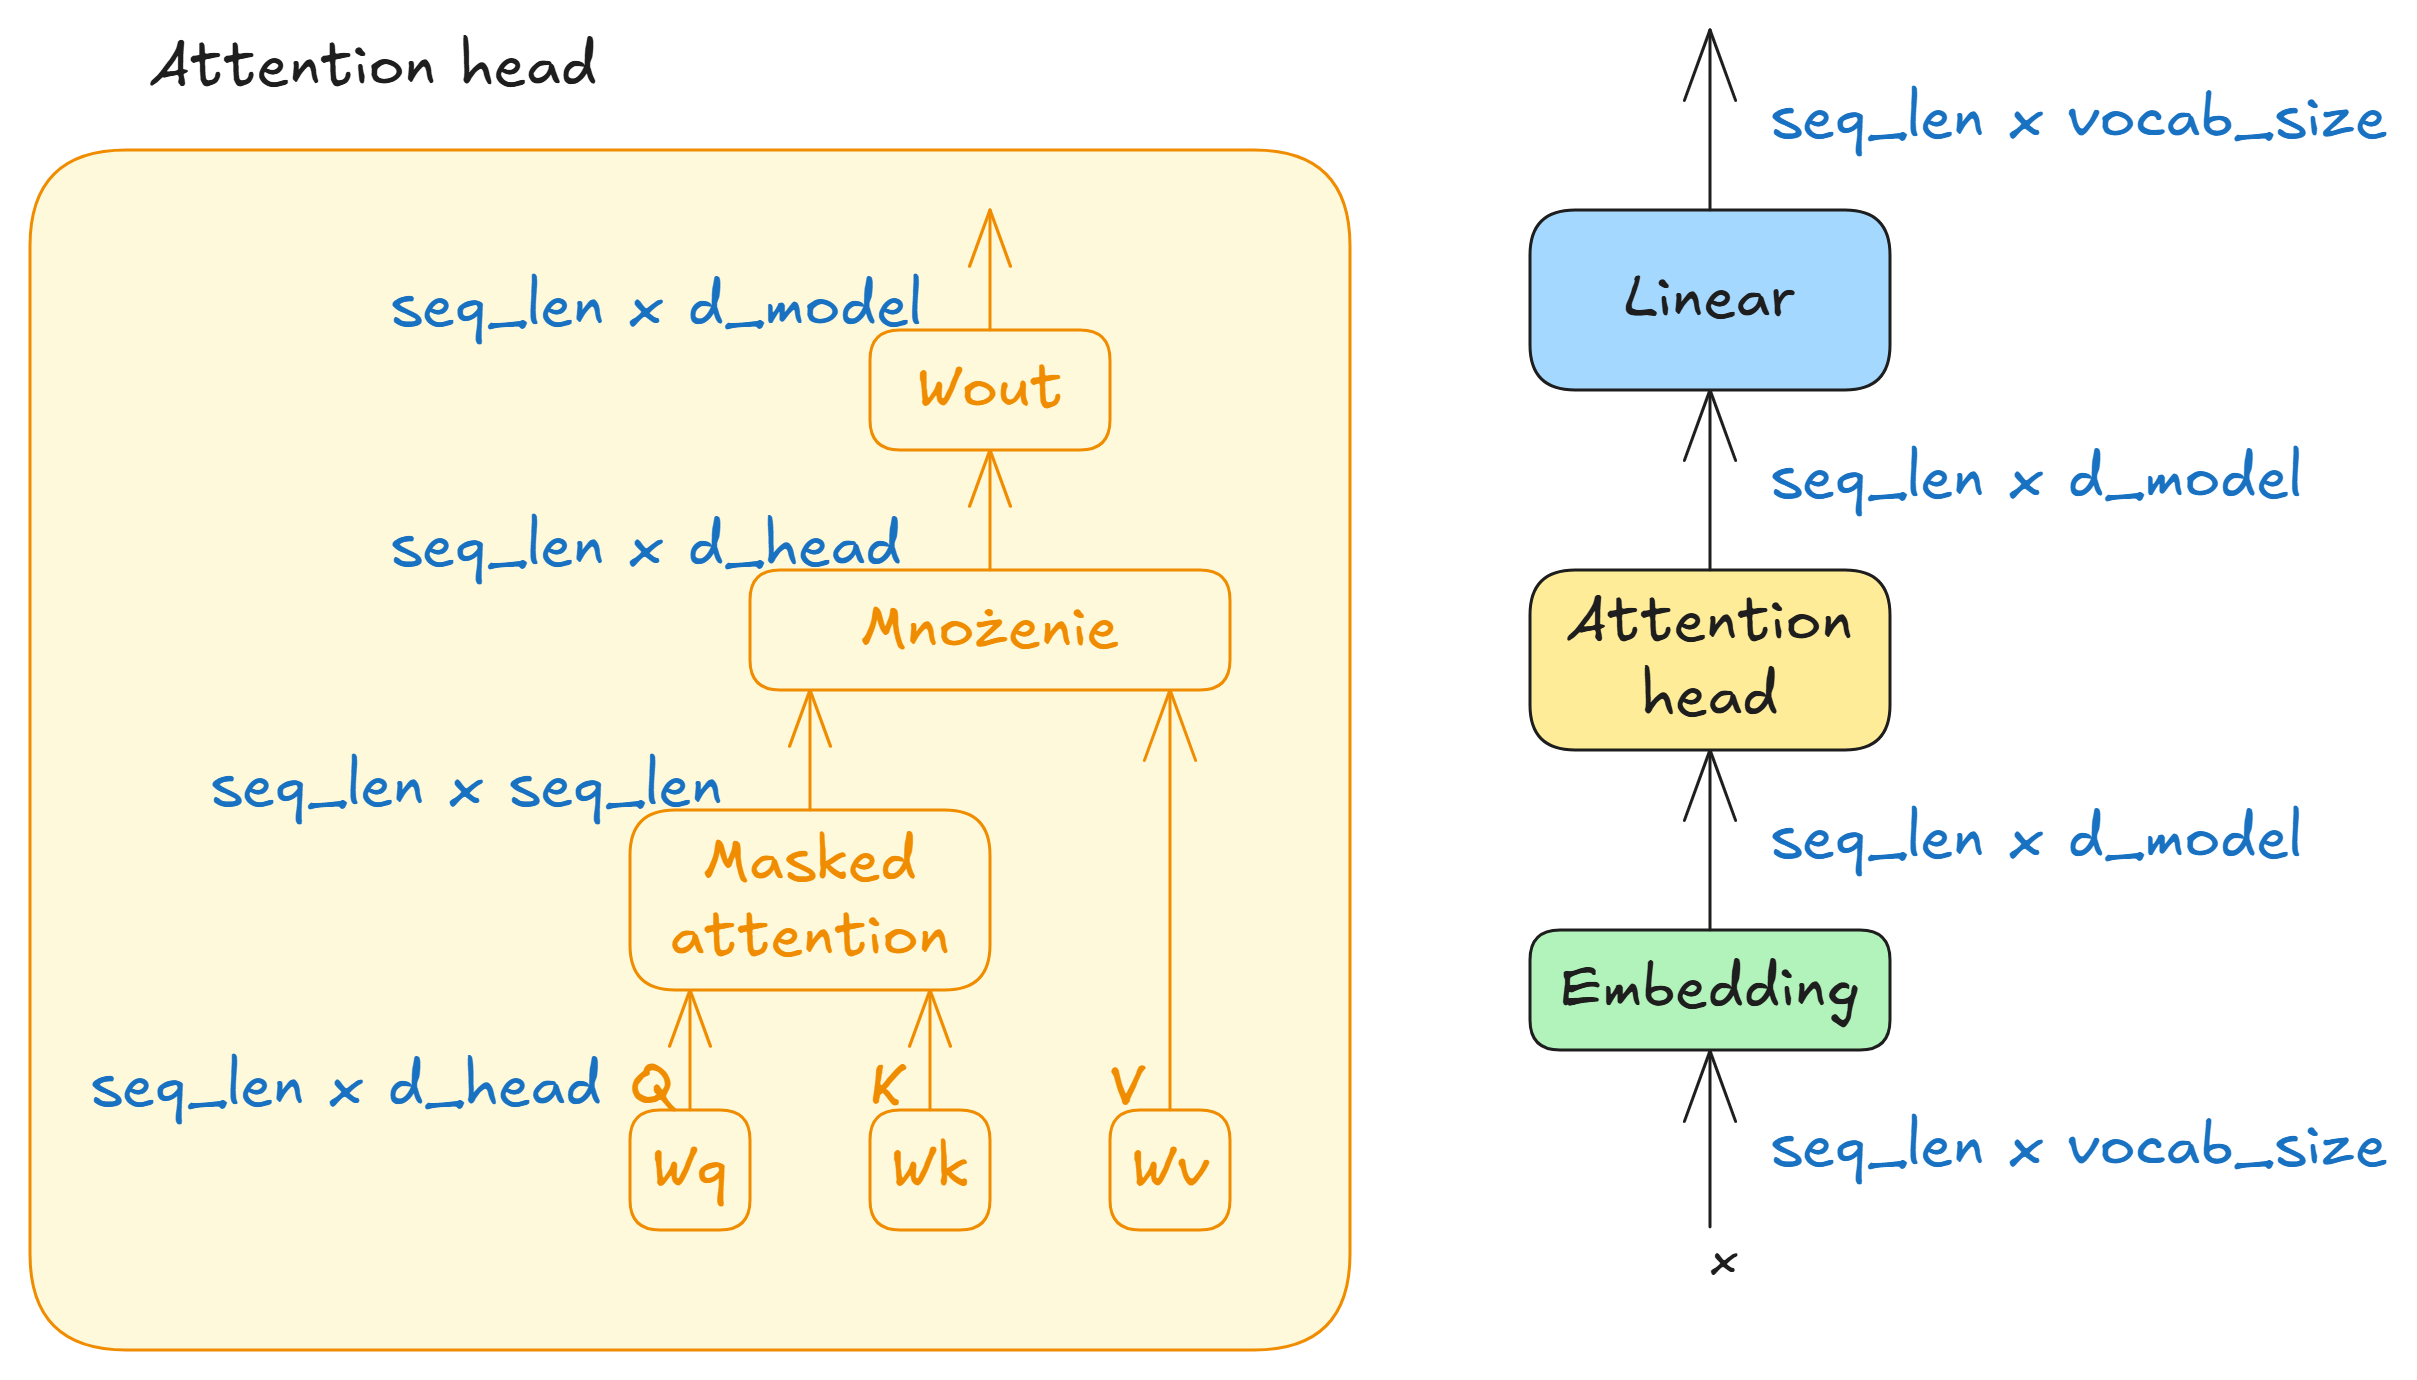 Attention head
seq_len x d_model
Wout
seq_len x d_head
Mnożenie
seq_len x seq_len
Masked
attention
seq_len x d_head
Q
K
V
Wq
Wk
Wv
seq_len x vocab_size
Linear
seq_len x d_model
Attention
head
seq_len x d_model
Embedding
seq_len x vocab_size
x